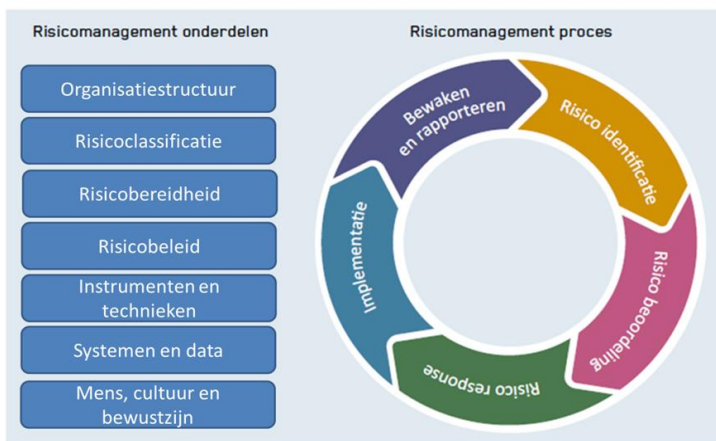 Risicomanagement onderdelen
Organisatiestructuur
Risicoclassificatie
Risicobereidheid
Risicobeleid
Instrumenten en
technieken
Systemen en data
Mens, cultuur en
bewustzijn
Risicomanagement proces
Bewaken
en rapporteren
Risico identificatie
Risico beoordeling
Risico response
Implementatie